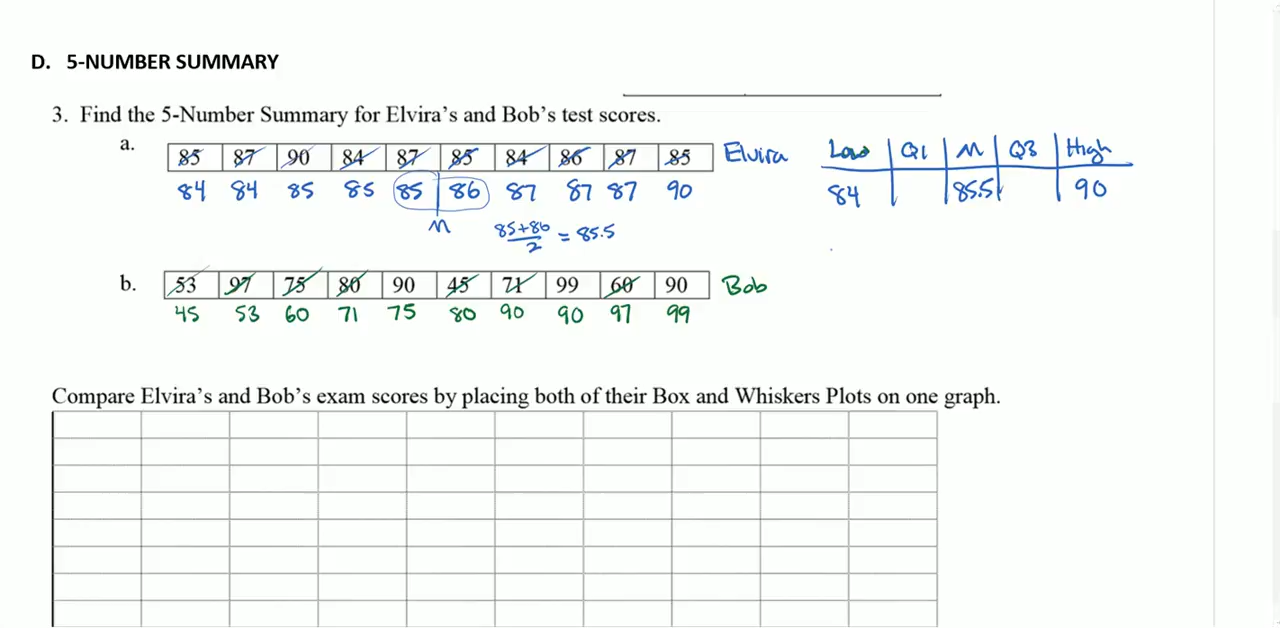 D. 5-NUMBER SUMMARY
3. Find the 5-Number Summary for Elvira's and Bob's test scores.
a. 85 87 90 84 87 85 84 86 87 85 Elvira
84 84 85 85 85 86 87 87 87 90
M 85+86/2 = 85.5
Low Q1 M Q3 High
84 85.5 90
b. 53 97 75 80 90 45 71 99 60 90 Bob
45 53 60 71 75 80 90 90 97 99
Compare Elvira's and Bob's exam scores by placing both of their Box and Whiskers Plots on one graph.